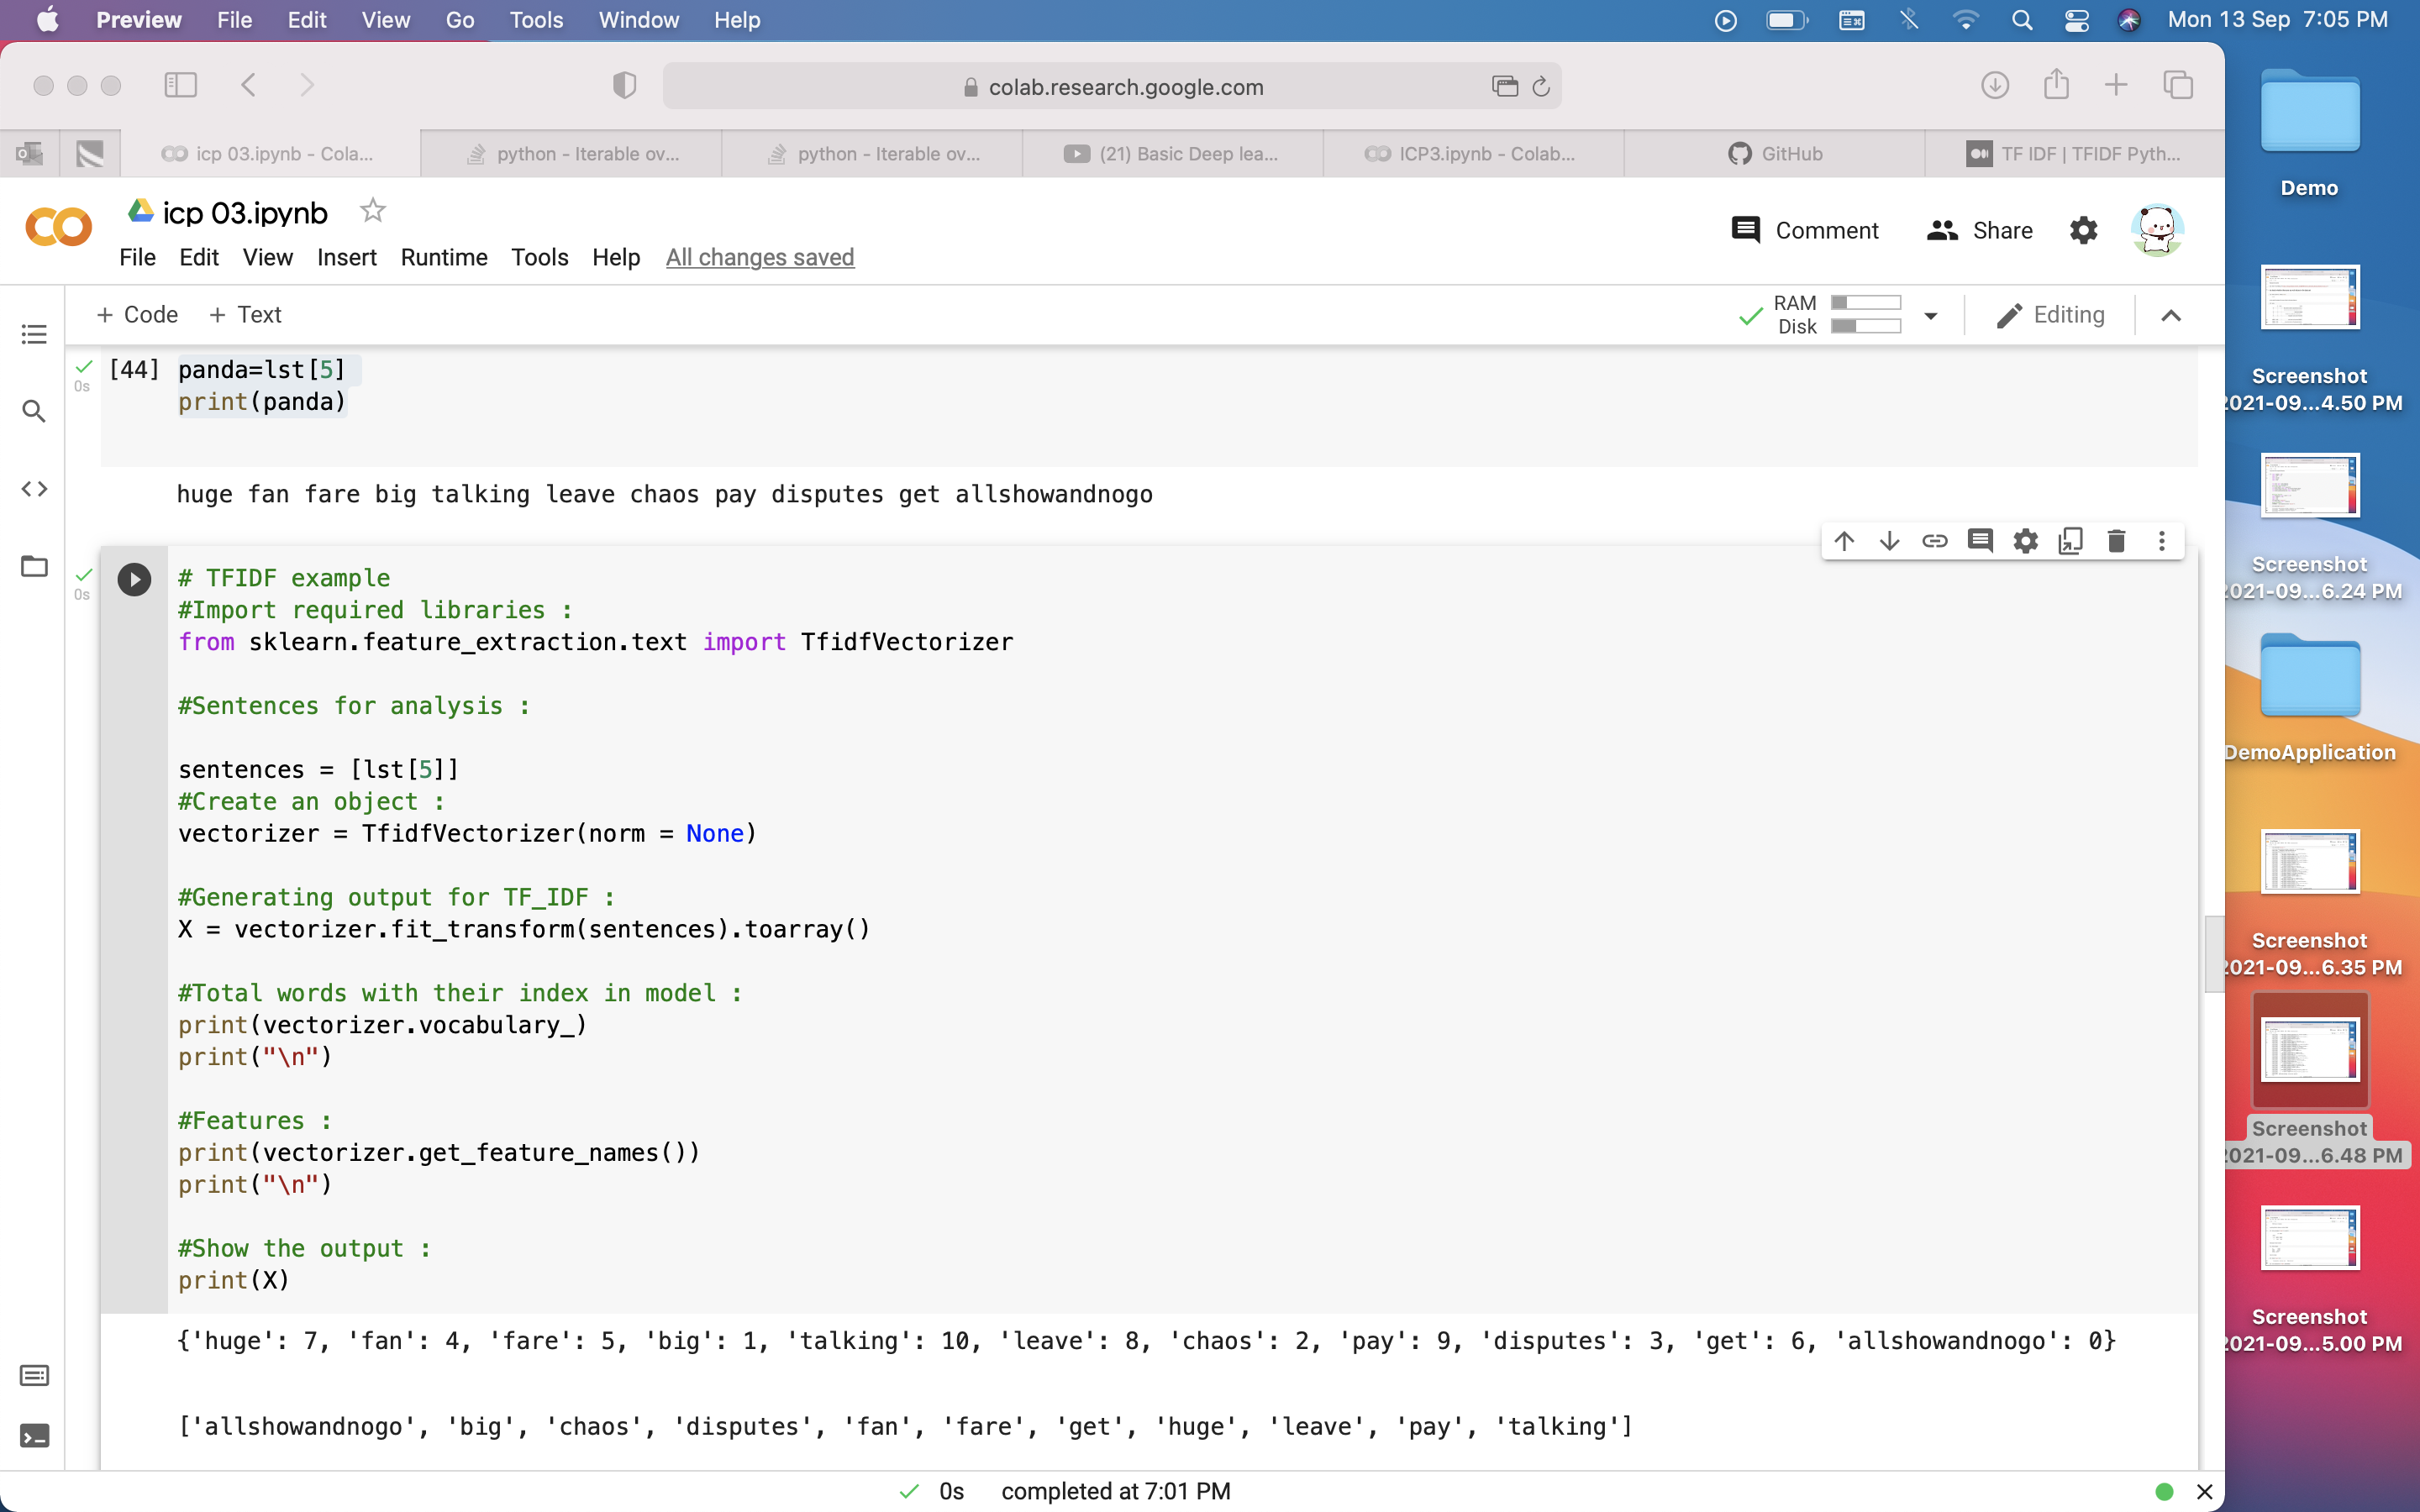 Preview File Edit View Go Tools Window Help Mon 13 Sep 7:05 PM
colab.research.google.com
icp 03.ipynb - Cola... python - Iterable ov... python - Iterable ov... (21) Basic Deep lea... ICP3.ipynb - Colab... GitHub TF IDF | TFIDF Pyth...
icp 03.ipynb
Comment Share
File Edit View Insert Runtime Tools Help All changes saved
+ Code + Text
RAM
Disk
Editing
[44] panda=lst[5]
0s
print(panda)
huge fan fare big talking leave chaos pay disputes get allshowandnogo
0s
# TFIDF example
#Import required libraries :
from sklearn.feature_extraction.text import TfidfVectorizer
#Sentences for analysis :
sentences = [lst[5]]
#Create an object :
vectorizer = TfidfVectorizer(norm = None)
#Generating output for TF_IDF :
X = vectorizer.fit_transform(sentences).toarray()
#Total words with their index in model :
print(vectorizer.vocabulary_)
print("\n")
#Features :
print(vectorizer.get_feature_names())
print("\n")
#Show the output :
print(X)
{'huge': 7, 'fan': 4, 'fare': 5, 'big': 1, 'talking': 10, 'leave': 8, 'chaos': 2, 'pay': 9, 'disputes': 3, 'get': 6, 'allshowandnogo': 0}
['allshowandnogo', 'big', 'chaos', 'disputes', 'fan', 'fare', 'get', 'huge', 'leave', 'pay', 'talking']
0s completed at 7:01 PM
Demo
Screenshot
2021-09...4.50 PM
Screenshot
2021-09...6.24 PM
DemoApplication
Screenshot
2021-09...6.35 PM
Screenshot
2021-09...6.48 PM
Screenshot
2021-09...5.00 PM